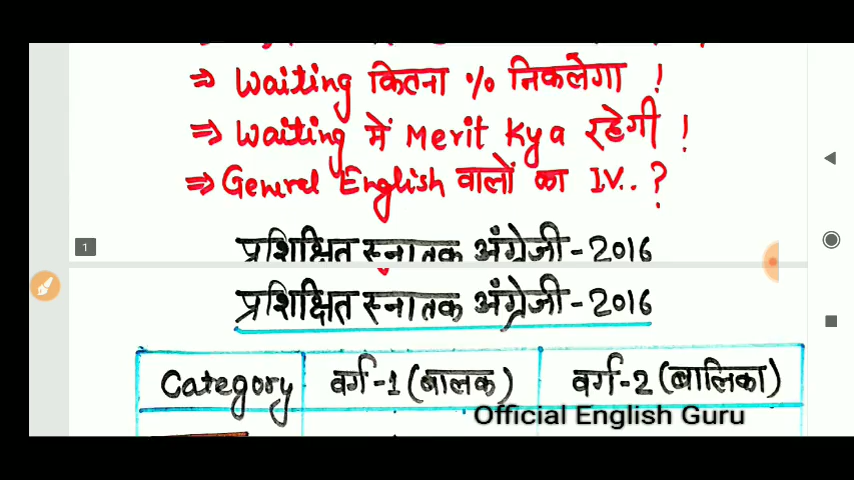 ⇒ Waiting कितना % निकलेगा !
⇒ Waiting में Merit Kya रहेगी !
⇒ General English वालों का IV.. ?
1
प्रशिक्षित स्नातक अंग्रेजी-2016
प्रशिक्षित स्नातक अंग्रेजी-2016
Category वर्ग-1 (बालक) वर्ग-2 (बालिका)
Official English Guru